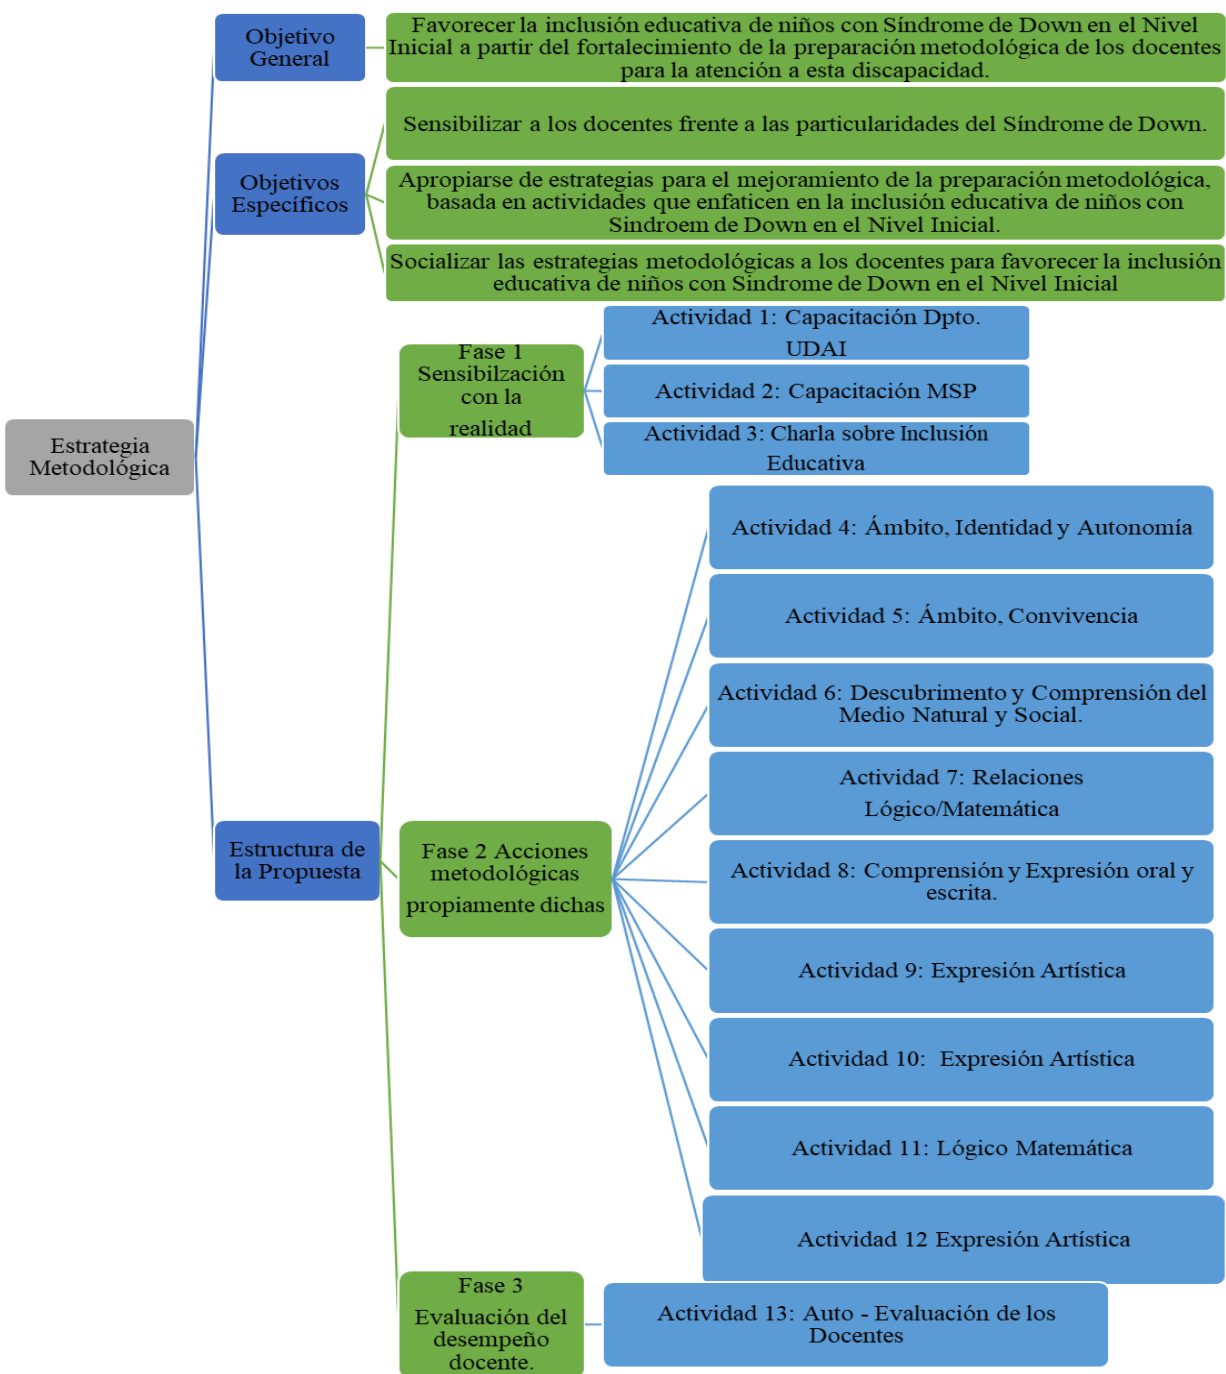 Objetivo
General
Favorecer la inclusión educativa de niños con Síndrome de Down en el Nivel
Inicial a partir del fortalecimiento de la preparación metodológica de los docentes
para la atención a esta discapacidad.
Objetivos
Específicos
Sensibilizar a los docentes frente a las particularidades del Síndrome de Down.
Apropiarse de estrategias para el mejoramiento de la preparación metodológica,
basada en actividades que enfaticen en la inclusión educativa de niños con
Sindroem de Down en el Nivel Inicial.
Socializar las estrategias metodológicas a los docentes para favorecer la inclusión
educativa de niños con Sindrome de Down en el Nivel Inicial
Estrategia
Metodológica
Estructura de
la Propuesta
Fase 1
Sensibilzación
con la
realidad
Actividad 1: Capacitación Dpto.
UDAI
Actividad 2: Capacitación MSP
Actividad 3: Charla sobre Inclusión
Educativa
Fase 2 Acciones
metodológicas
propiamente dichas
Actividad 4: Ámbito, Identidad y Autonomía
Actividad 5: Ámbito, Convivencia
Actividad 6: Descubrimento y Comprensión del
Medio Natural y Social.
Actividad 7: Relaciones
Lógico/Matemática
Actividad 8: Comprensión y Expresión oral y
escrita.
Actividad 9: Expresión Artística
Actividad 10:  Expresión Artística
Actividad 11: Lógico Matemática
Actividad 12 Expresión Artística
Fase 3
Evaluación del
desempeño
docente.
Actividad 13: Auto - Evaluación de los
Docentes